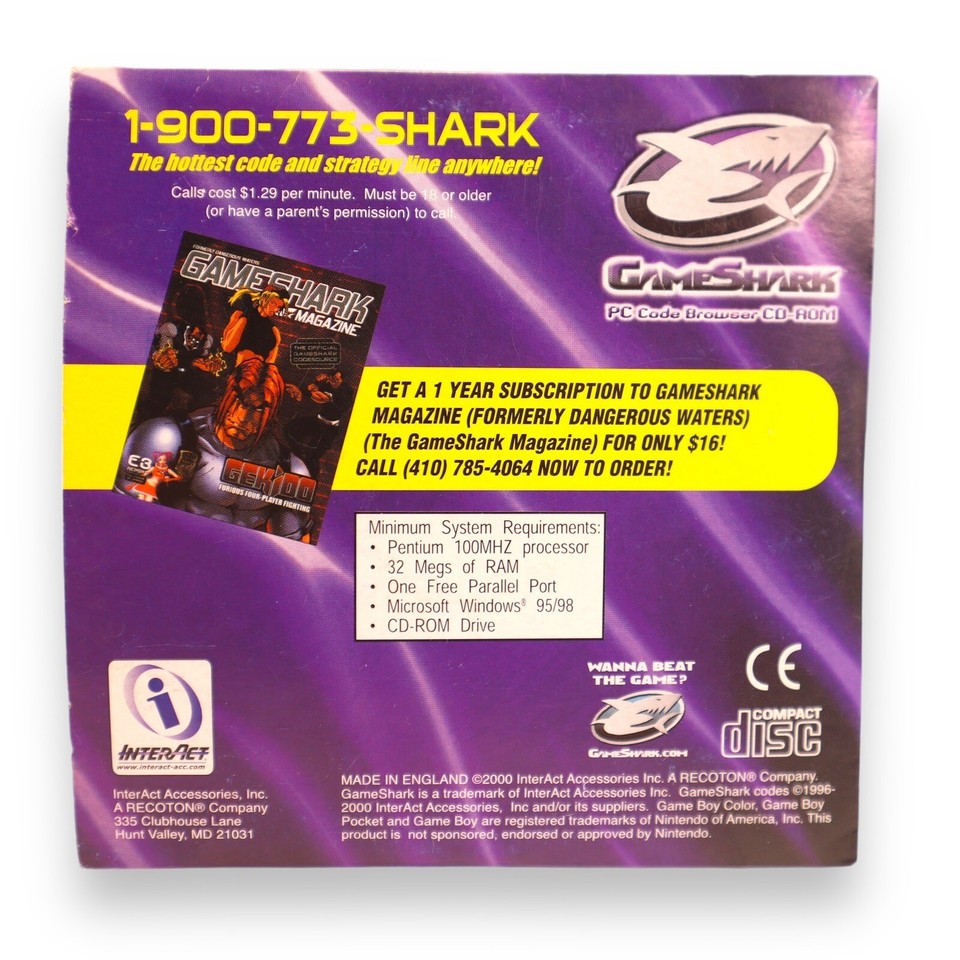 1-900-773-SHARK
The hottest code and strategy line anywhere!
Calls cost $1.29 per minute. Must be 18 or older
(or have a parent's permission) to call.
GAMESHARK
PC Code Browser CD-ROM
FORMERLY DANGEROUS WATERS
GAMESHARK
MAGAZINE
THE OFFICIAL
GAMESHARK
CODESOURCE
E3
GEKIDO
FURIOUS FOUR-PLAYER FIGHTING
GET A 1 YEAR SUBSCRIPTION TO GAMESHARK
MAGAZINE (FORMERLY DANGEROUS WATERS)
(The GameShark Magazine) FOR ONLY $16!
CALL (410) 785-4064 NOW TO ORDER!
Minimum System Requirements:
• Pentium 100MHZ processor
• 32 Megs of RAM
• One Free Parallel Port
• Microsoft Windows® 95/98
• CD-ROM Drive
i
INTERACT
www.interact-acc.com
InterAct Accessories, Inc.
A RECOTON® Company
335 Clubhouse Lane
Hunt Valley, MD 21031
WANNA BEAT
THE GAME?
GAMESHARK.COM
CE
COMPACT
disc
MADE IN ENGLAND ©2000 InterAct Accessories Inc. A RECOTON® Company.
GameShark is a trademark of InterAct Accessories Inc. GameShark codes ©1996-
2000 InterAct Accessories, Inc and/or its suppliers. Game Boy Color, Game Boy
Pocket and Game Boy are registered trademarks of Nintendo of America, Inc. This
product is not sponsored, endorsed or approved by Nintendo.